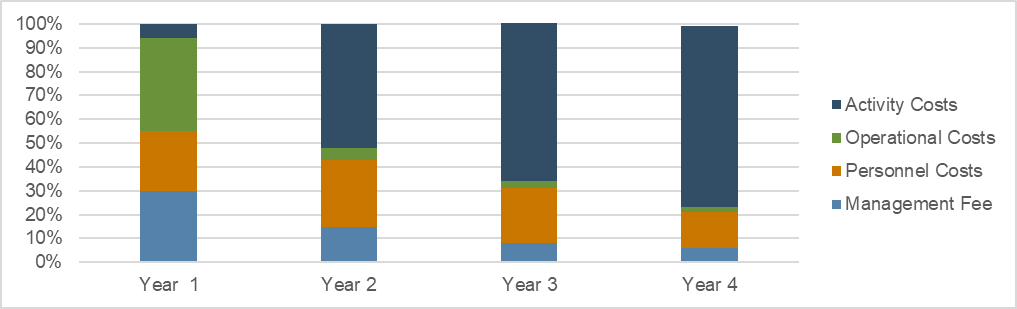 100%
90%
80%
70%
60%
50%
40%
30%
20%
10%
0%
Year 1
Year 2
Year 3
Year 4
Activity Costs
Operational Costs
Personnel Costs
Management Fee